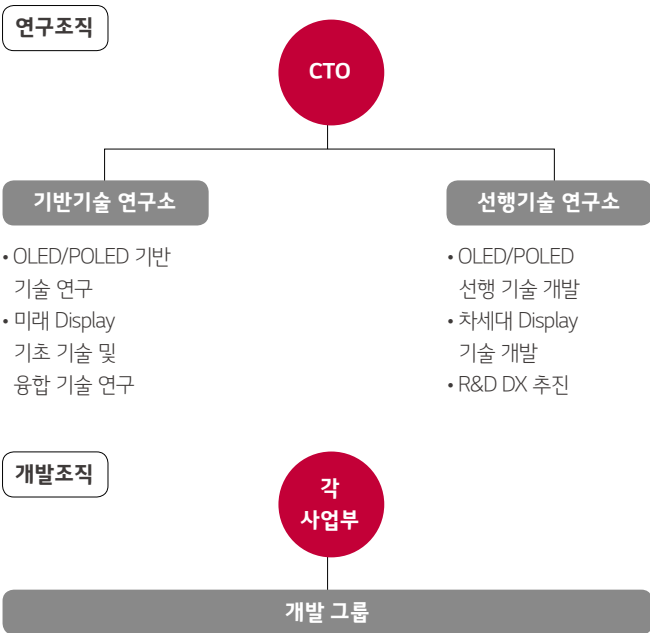 연구조직
CTO
기반기술 연구소
• OLED/POLED 기반
기술 연구
• 미래 Display
기초 기술 및
융합 기술 연구
선행기술 연구소
• OLED/POLED
선행 기술 개발
• 차세대 Display
기술 개발
• R&D DX 추진
개발조직
각
사업부
개발 그룹